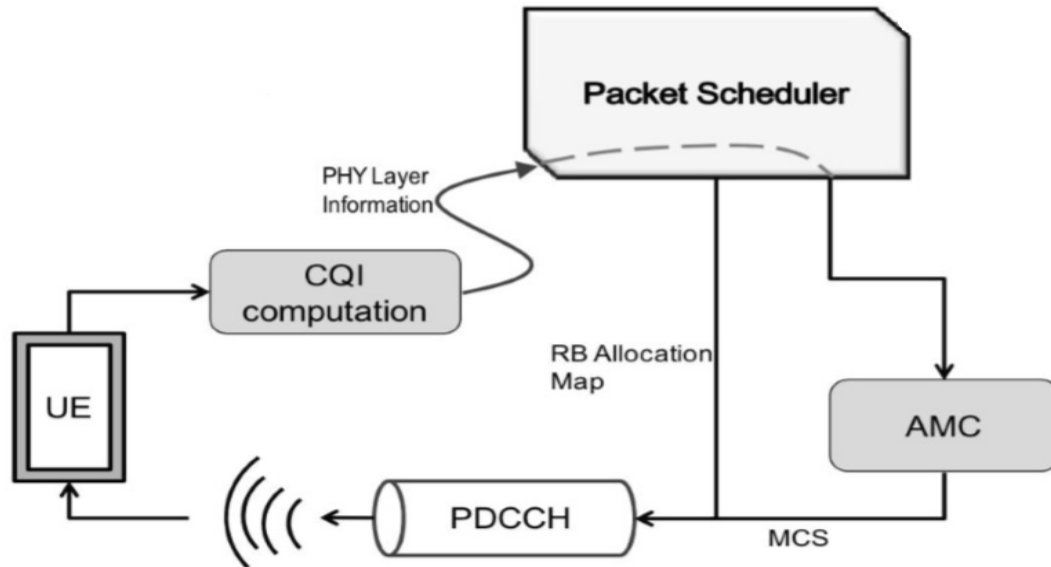 Packet Scheduler
PHY Layer
Information
CQI
computation
RB Allocation
Map
UE
AMC
PDCCH
MCS